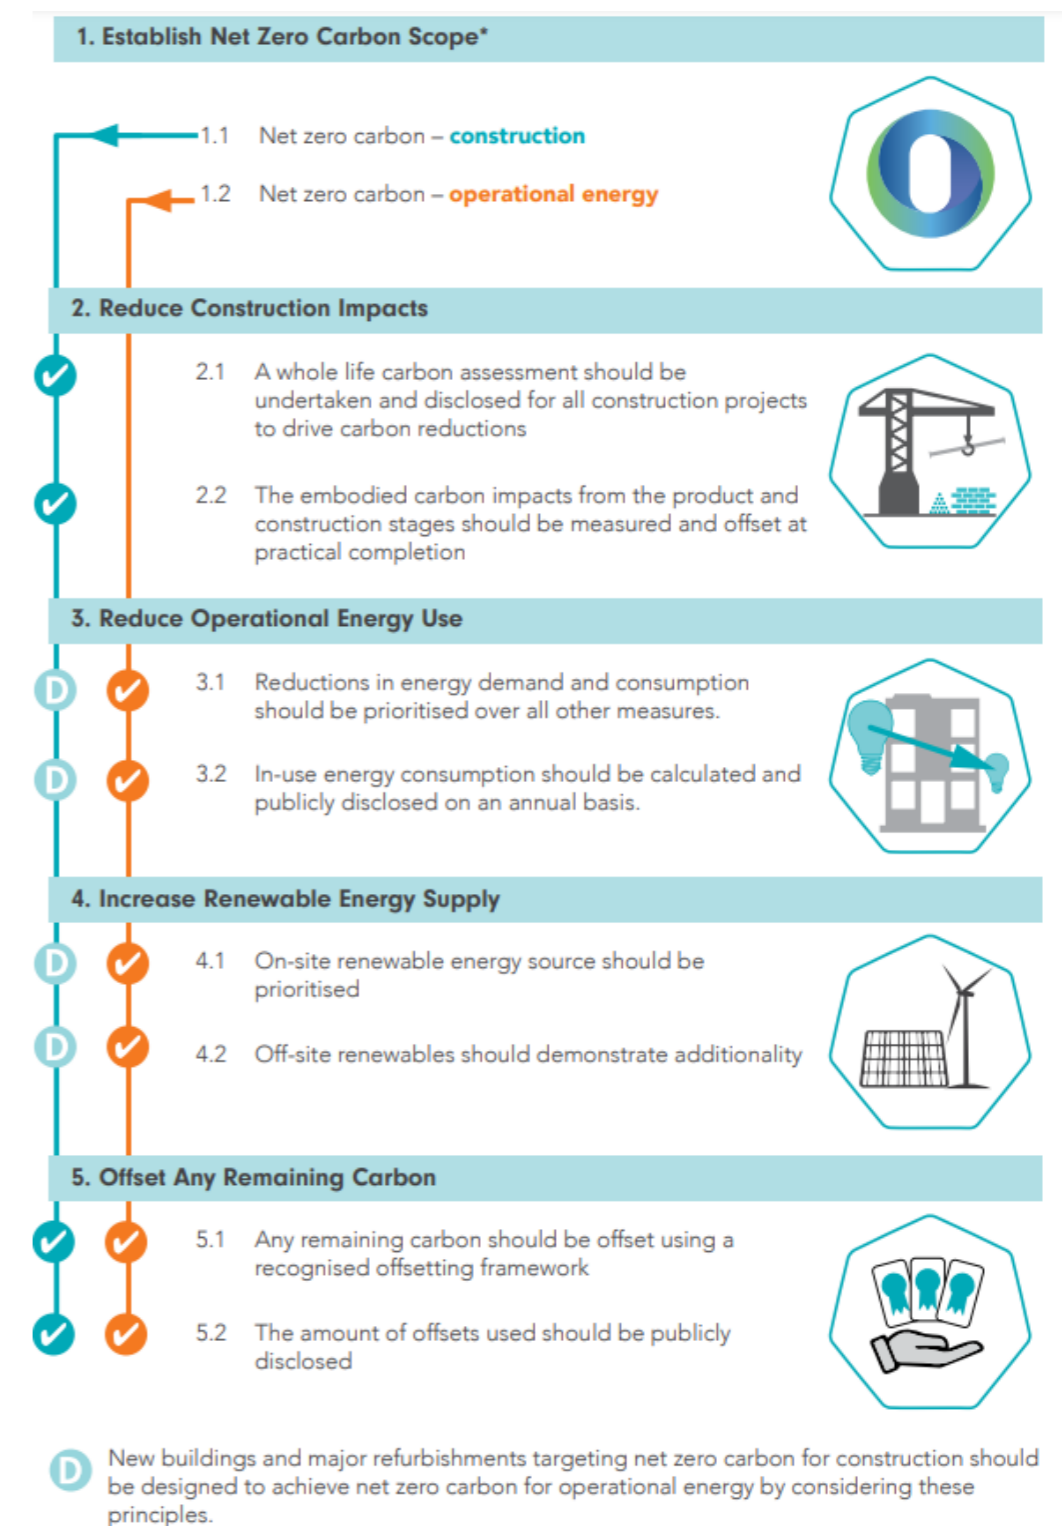 1. Establish Net Zero Carbon Scope*
1.1 Net zero carbon – construction
1.2 Net zero carbon – operational energy
2. Reduce Construction Impacts
2.1 A whole life carbon assessment should be
undertaken and disclosed for all construction projects
to drive carbon reductions
2.2 The embodied carbon impacts from the product and
construction stages should be measured and offset at
practical completion
3. Reduce Operational Energy Use
D 3.1 Reductions in energy demand and consumption
should be prioritised over all other measures.
D 3.2 In-use energy consumption should be calculated and
publicly disclosed on an annual basis.
4. Increase Renewable Energy Supply
D 4.1 On-site renewable energy source should be
prioritised
D 4.2 Off-site renewables should demonstrate additionality
5. Offset Any Remaining Carbon
5.1 Any remaining carbon should be offset using a
recognised offsetting framework
5.2 The amount of offsets used should be publicly
disclosed
D New buildings and major refurbishments targeting net zero carbon for construction should
be designed to achieve net zero carbon for operational energy by considering these
principles.